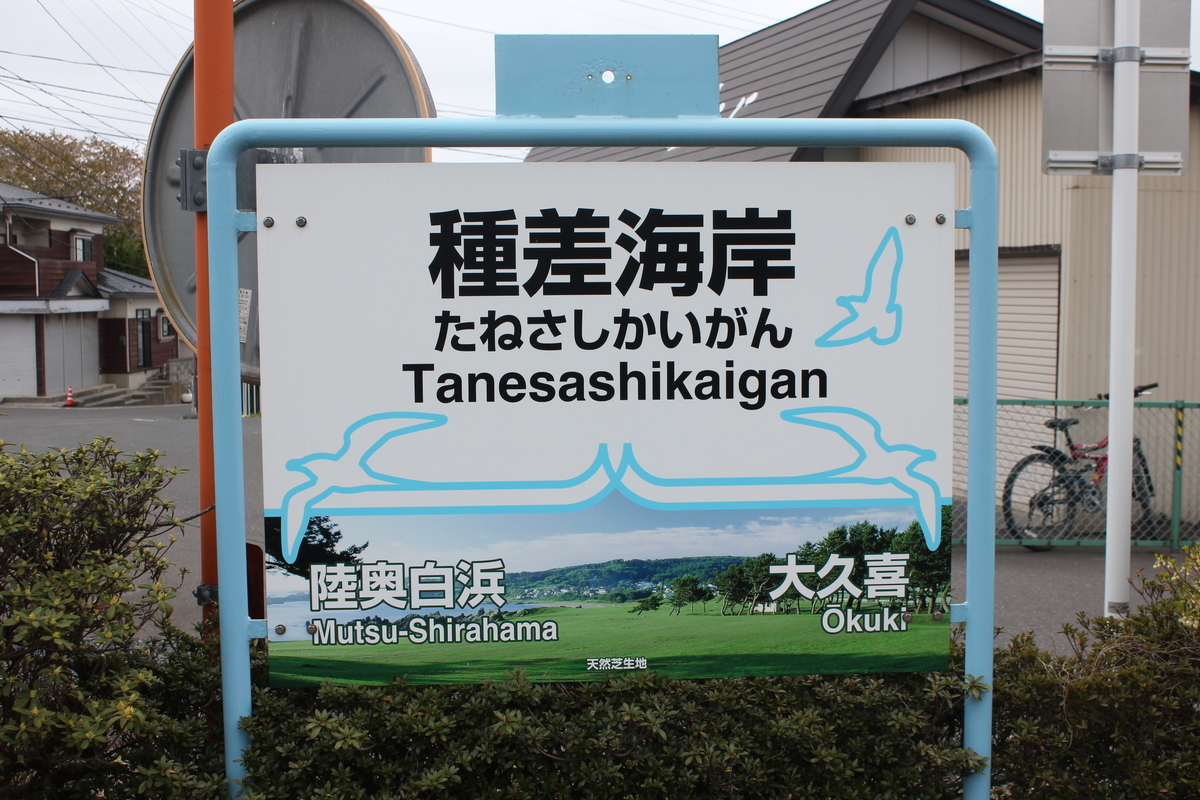 種差海岸
たねさしかいがん
Tanesashikaigan
陸奥白浜
Mutsu-Shirahama
大久喜
Ōkuki
天然芝生地